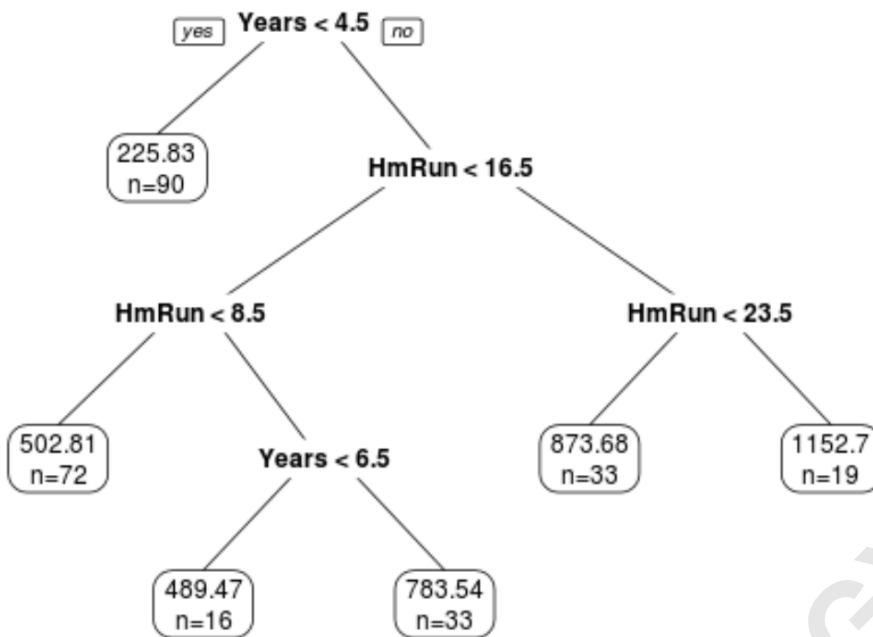 yes Years < 4.5 no
225.83
n=90
HmRun < 16.5
HmRun < 8.5 HmRun < 23.5
502.81 873.68 1152.7
n=72 n=33 n=19
Years < 6.5
489.47 783.54
n=16 n=33